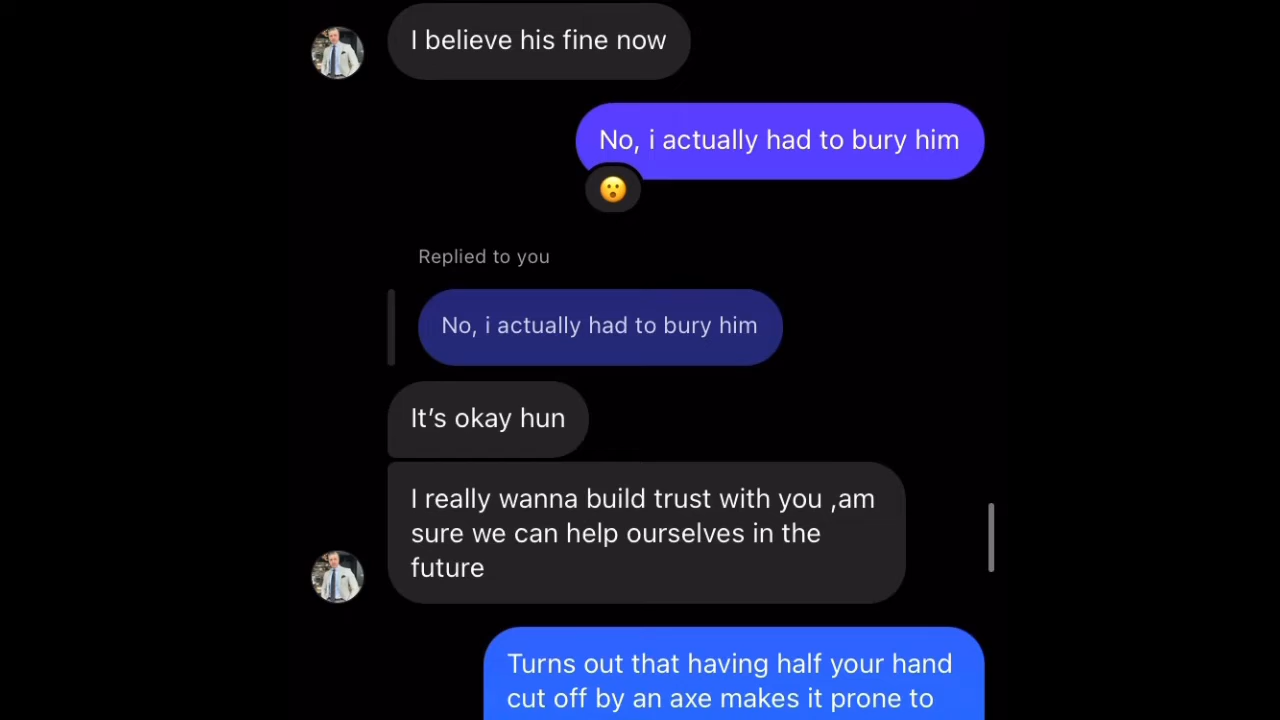 I believe his fine now
No, i actually had to bury him
😮
Replied to you
No, i actually had to bury him
It’s okay hun
I really wanna build trust with you ,am
sure we can help ourselves in the
future
Turns out that having half your hand
cut off by an axe makes it prone to